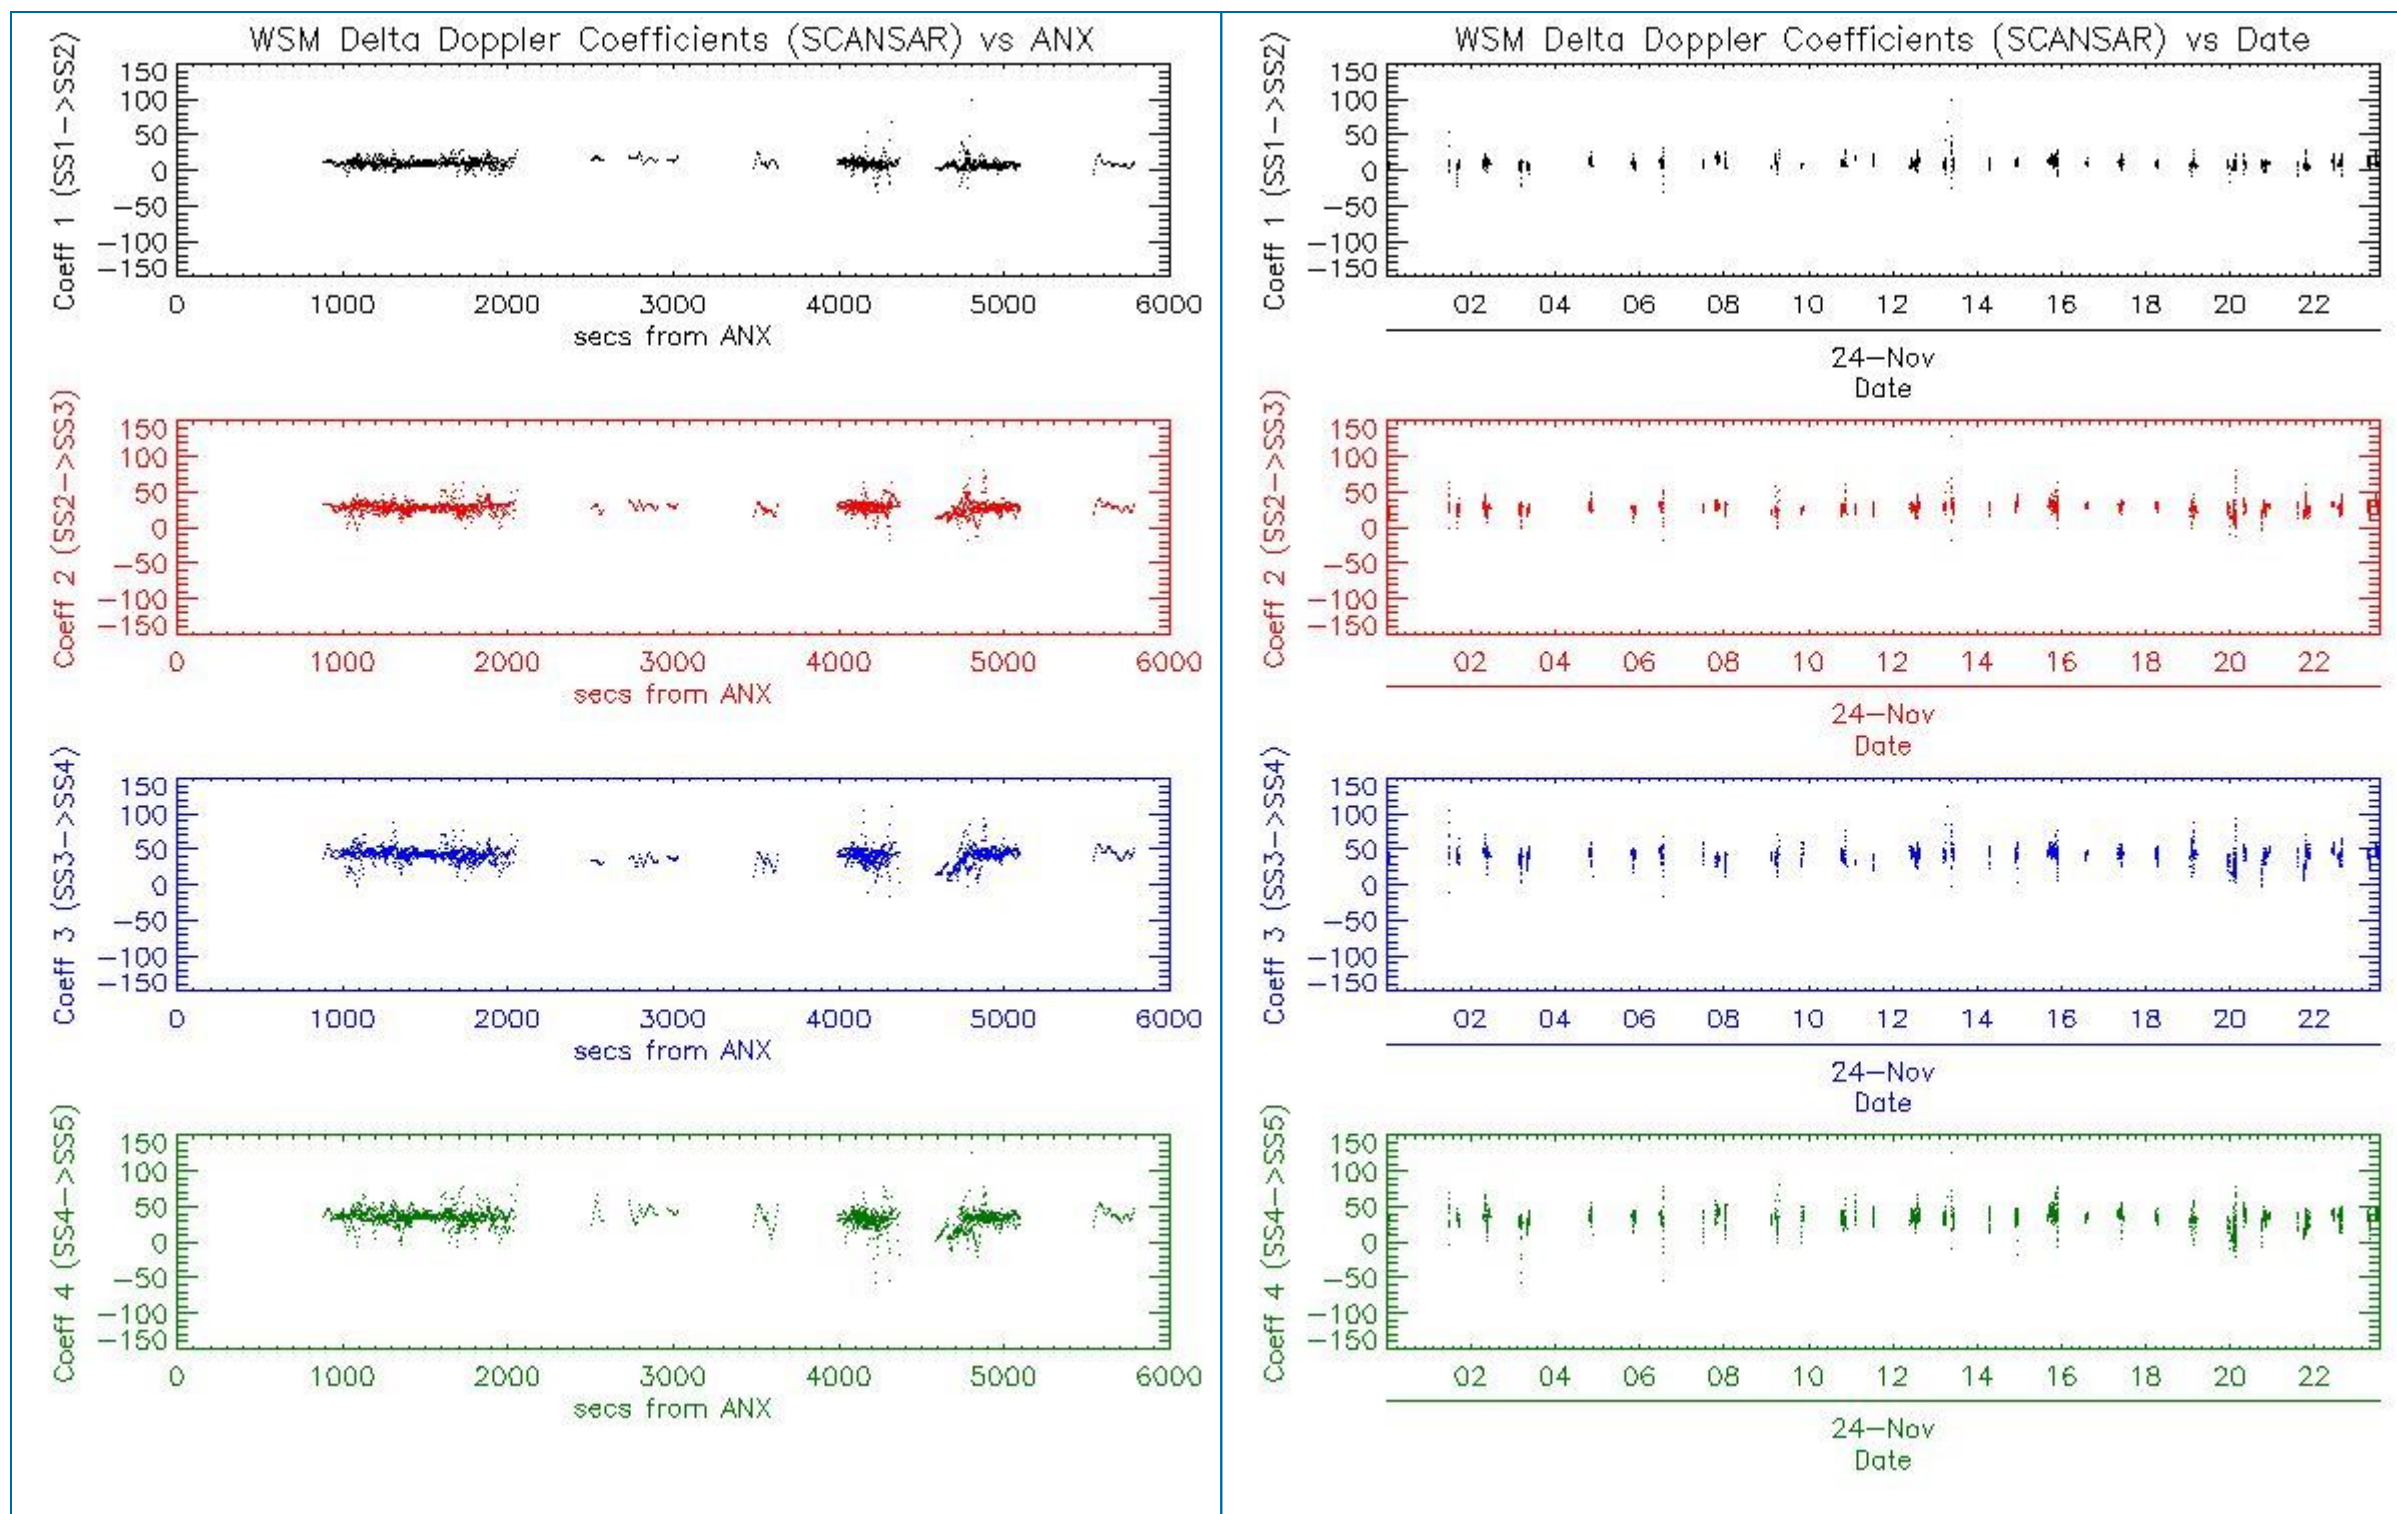 WSM Delta Doppler Coefficients (SCANSAR) vs ANX
Coeff 1 (SS1->SS2)
150
100
50
0
-50
-100
-150
0 1000 2000 3000 4000 5000 6000
secs from ANX
Coeff 2 (SS2->SS3)
150
100
50
0
-50
-100
-150
0 1000 2000 3000 4000 5000 6000
secs from ANX
Coeff 3 (SS3->SS4)
150
100
50
0
-50
-100
-150
0 1000 2000 3000 4000 5000 6000
secs from ANX
Coeff 4 (SS4->SS5)
150
100
50
0
-50
-100
-150
0 1000 2000 3000 4000 5000 6000
secs from ANX
WSM Delta Doppler Coefficients (SCANSAR) vs Date
Coeff 1 (SS1->SS2)
150
100
50
0
-50
-100
-150
02 04 06 08 10 12 14 16 18 20 22
24-Nov
Date
Coeff 2 (SS2->SS3)
150
100
50
0
-50
-100
-150
02 04 06 08 10 12 14 16 18 20 22
24-Nov
Date
Coeff 3 (SS3->SS4)
150
100
50
0
-50
-100
-150
02 04 06 08 10 12 14 16 18 20 22
24-Nov
Date
Coeff 4 (SS4->SS5)
150
100
50
0
-50
-100
-150
02 04 06 08 10 12 14 16 18 20 22
24-Nov
Date